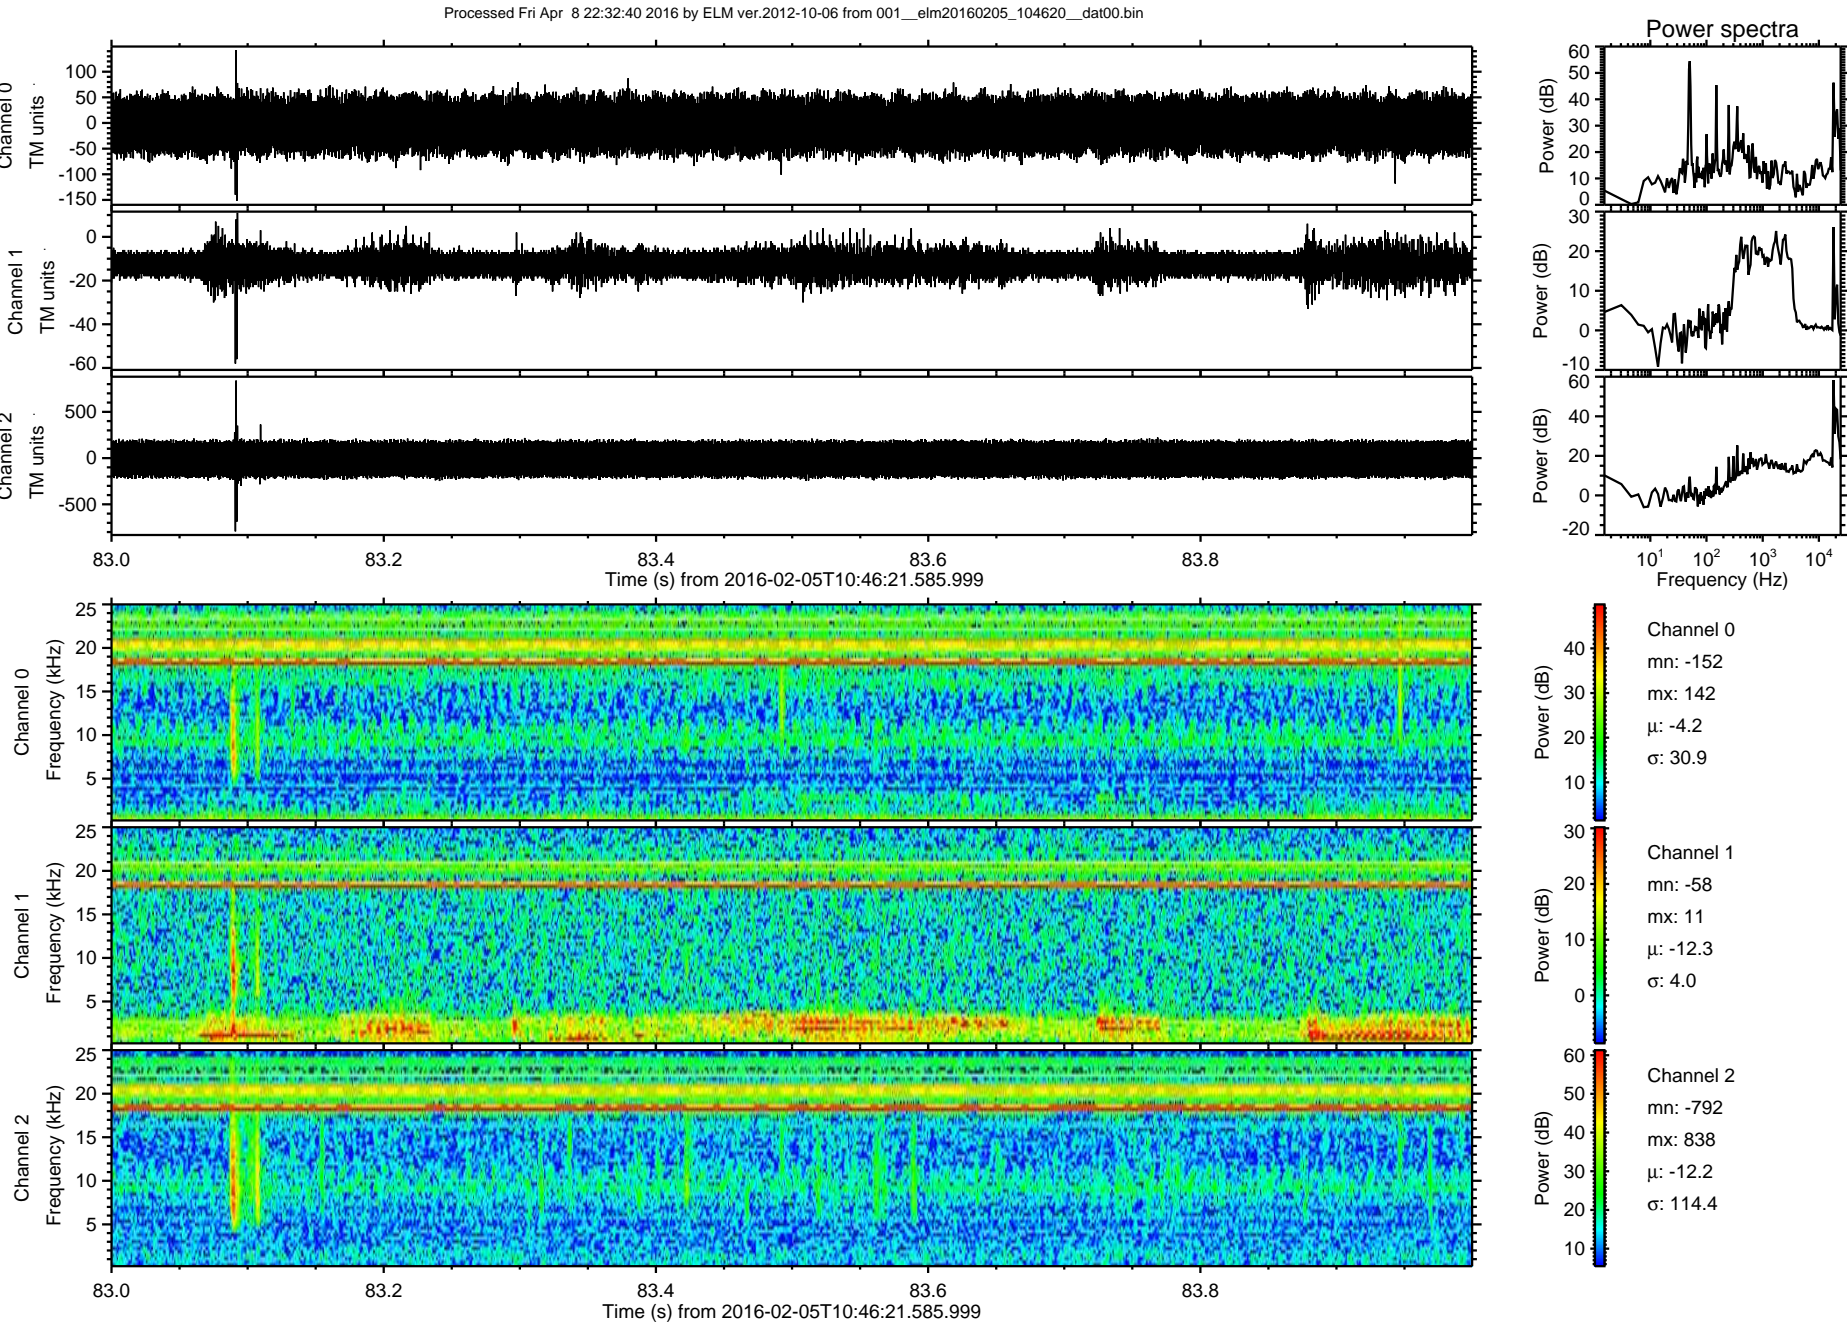 Processed Fri Apr  8 22:32:40 2016 by ELM ver.2012-10-06 from 001__elm20160205_104620__dat00.bin
Power spectra
Channel 0
TM units
100
50
0
-50
-100
-150
Power (dB)
60
50
40
30
20
10
0
Channel 1
TM units
0
-20
-40
-60
Power (dB)
30
20
10
0
-10
Channel 2
TM units
500
0
-500
Power (dB)
60
40
20
0
-20
83.0 83.2 83.4 83.6 83.8
Time (s) from 2016-02-05T10:46:21.585.999
10^1 10^2 10^3 10^4
Frequency (Hz)
Channel 0
Frequency (kHz)
25
20
15
10
5
Power (dB)
40
30
20
10
Channel 0
mn: -152
mx: 142
μ: -4.2
σ: 30.9
Channel 1
Frequency (kHz)
25
20
15
10
5
Power (dB)
30
20
10
0
Channel 1
mn: -58
mx: 11
μ: -12.3
σ: 4.0
Channel 2
Frequency (kHz)
25
20
15
10
5
Power (dB)
60
50
40
30
20
10
Channel 2
mn: -792
mx: 838
μ: -12.2
σ: 114.4
83.0 83.2 83.4 83.6 83.8
Time (s) from 2016-02-05T10:46:21.585.999